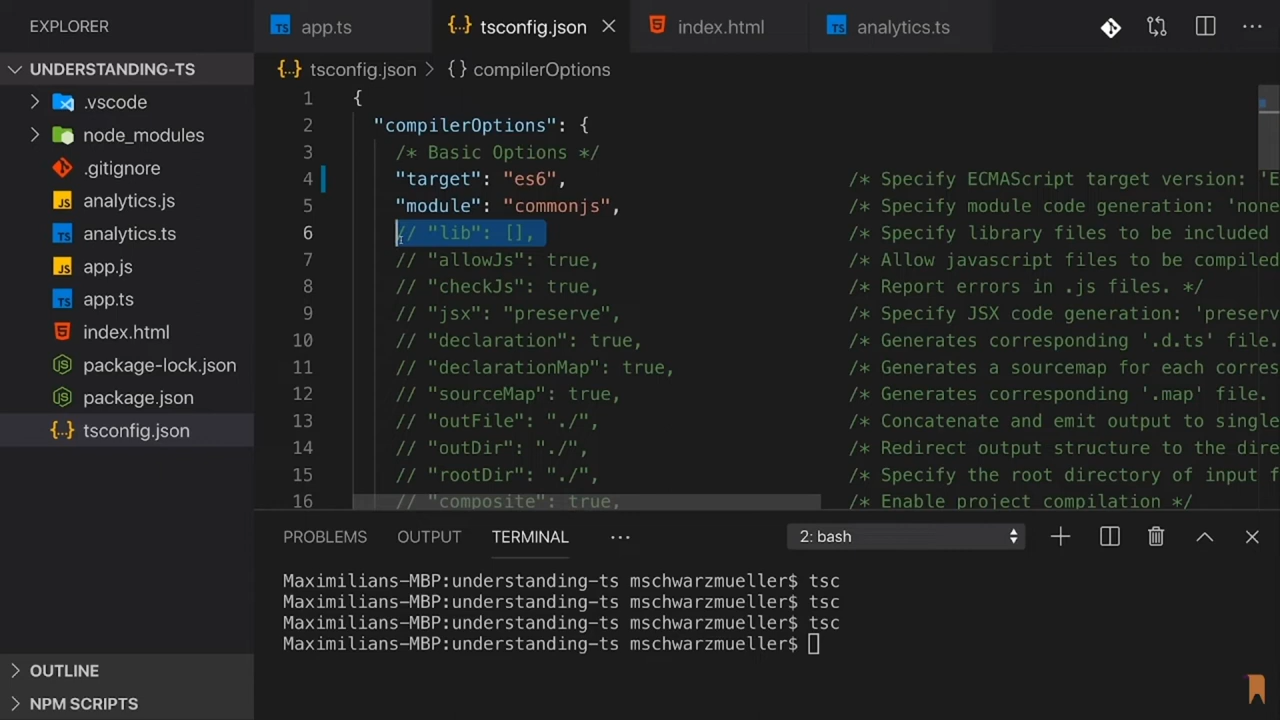 EXPLORER
app.ts
tsconfig.json
index.html
analytics.ts
UNDERSTANDING-TS
.vscode
node_modules
.gitignore
analytics.js
analytics.ts
app.js
app.ts
index.html
package-lock.json
package.json
tsconfig.json
OUTLINE
NPM SCRIPTS
{..} tsconfig.json > {} compilerOptions
1 {
2 "compilerOptions": {
3 /* Basic Options */
4 "target": "es6", /* Specify ECMAScript target version: 'E
5 "module": "commonjs", /* Specify module code generation: 'none
6 // "lib": [], /* Specify library files to be included
7 // "allowJs": true, /* Allow javascript files to be compiled
8 // "checkJs": true, /* Report errors in .js files. */
9 // "jsx": "preserve", /* Specify JSX code generation: 'preserv
10 // "declaration": true, /* Generates corresponding '.d.ts' file.
11 // "declarationMap": true, /* Generates a sourcemap for each corres
12 // "sourceMap": true, /* Generates corresponding '.map' file.
13 // "outFile": "./", /* Concatenate and emit output to singl
14 // "outDir": "./", /* Redirect output structure to the dire
15 // "rootDir": "./", /* Specify the root directory of input f
16 // "composite": true, /* Enable project compilation */
PROBLEMS OUTPUT TERMINAL ··· 2: bash
Maximilians-MBP:understanding-ts mschwarzmueller$ tsc
Maximilians-MBP:understanding-ts mschwarzmueller$ tsc
Maximilians-MBP:understanding-ts mschwarzmueller$ tsc
Maximilians-MBP:understanding-ts mschwarzmueller$